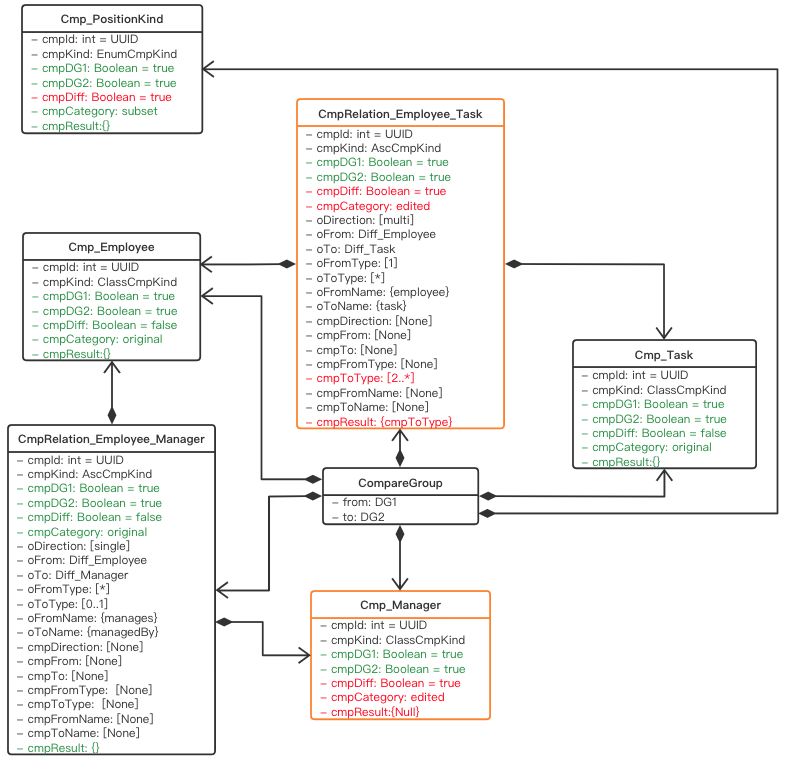 Cmp_PositionKind
– cmpId: int = UUID
– cmpKind: EnumCmpKind
– cmpDG1: Boolean = true
– cmpDG2: Boolean = true
– cmpDiff: Boolean = true
– cmpCategory: subset
– cmpResult:{}
CmpRelation_Employee_Task
– cmpId: int = UUID
– cmpKind: AscCmpKind
– cmpDG1: Boolean = true
– cmpDG2: Boolean = true
– cmpDiff: Boolean = true
– cmpCategory: edited
– oDirection: [multi]
– oFrom: Diff_Employee
– oTo: Diff_Task
– oFromType: [1]
– oToType: [*]
– oFromName: {employee}
– oToName: {task}
– cmpDirection: [None]
– cmpFrom: [None]
– cmpTo: [None]
– cmpFromType: [None]
– cmpToType: [2..*]
– cmpFromName: [None]
– cmpToName: [None]
– cmpResult: {cmpToType}
Cmp_Employee
– cmpId: int = UUID
– cmpKind: ClassCmpKind
– cmpDG1: Boolean = true
– cmpDG2: Boolean = true
– cmpDiff: Boolean = false
– cmpCategory: original
– cmpResult:{}
Cmp_Task
– cmpId: int = UUID
– cmpKind: ClassCmpKind
– cmpDG1: Boolean = true
– cmpDG2: Boolean = true
– cmpDiff: Boolean = false
– cmpCategory: original
– cmpResult:{}
CmpRelation_Employee_Manager
– cmpId: int = UUID
– cmpKind: AscCmpKind
– cmpDG1: Boolean = true
– cmpDG2: Boolean = true
– cmpDiff: Boolean = false
– cmpCategory: original
– oDirection: [single]
– oFrom: Diff_Employee
– oTo: Diff_Manager
– oFromType: [*]
– oToType: [0..1]
– oFromName: {manages}
– oToName: {managedBy}
– cmpDirection: [None]
– cmpFrom: [None]
– cmpTo: [None]
– cmpFromType: [None]
– cmpToType: [None]
– cmpFromName: [None]
– cmpToName: [None]
– cmpResult: {}
CompareGroup
– from: DG1
– to: DG2
Cmp_Manager
– cmpId: int = UUID
– cmpKind: ClassCmpKind
– cmpDG1: Boolean = true
– cmpDG2: Boolean = true
– cmpDiff: Boolean = true
– cmpCategory: edited
– cmpResult:{Null}